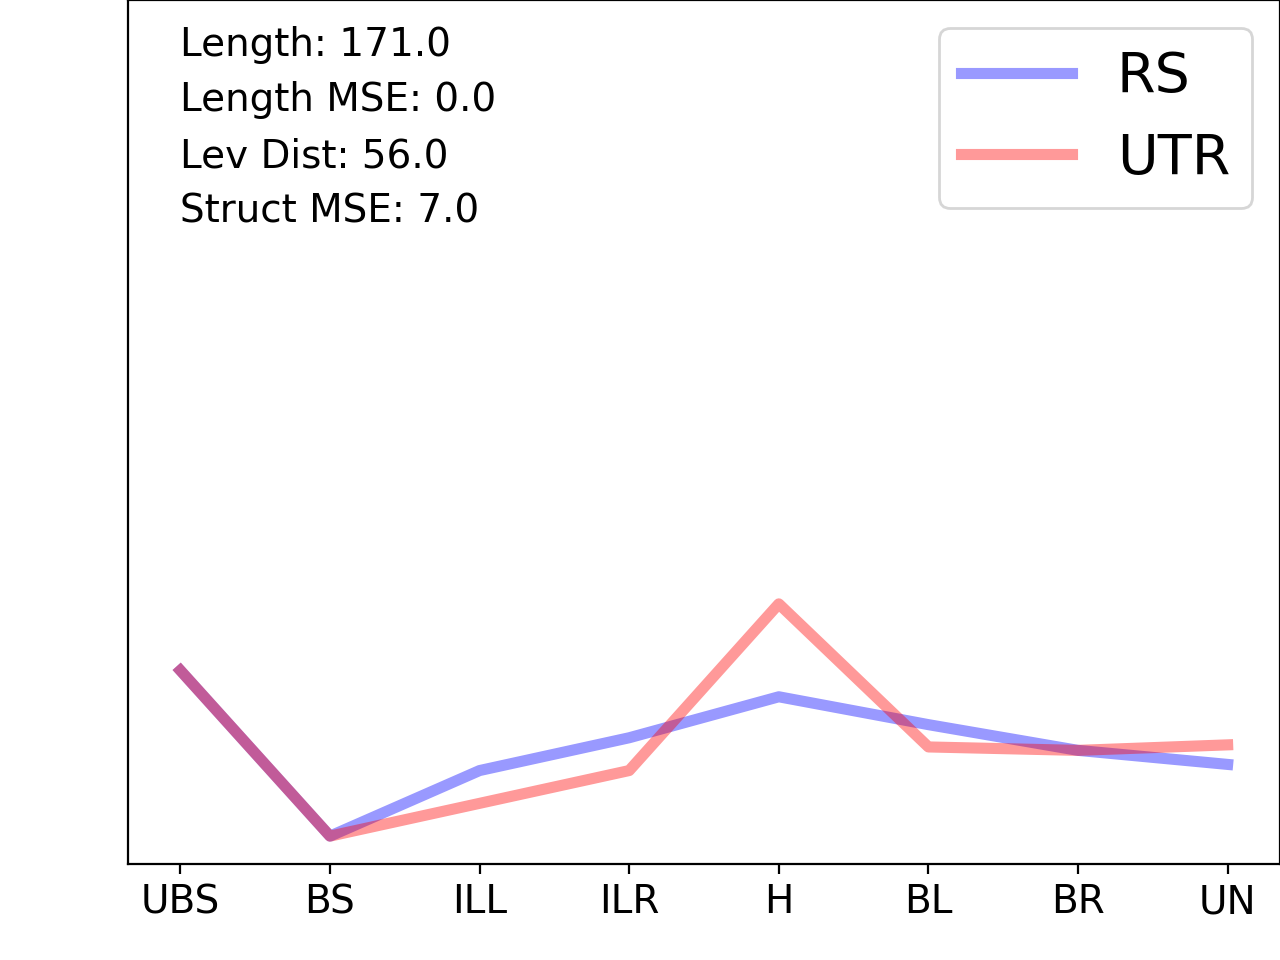 Length: 171.0
Length MSE: 0.0
Lev Dist: 56.0
Struct MSE: 7.0
RS
UTR
UBS BS ILL ILR H BL BR UN